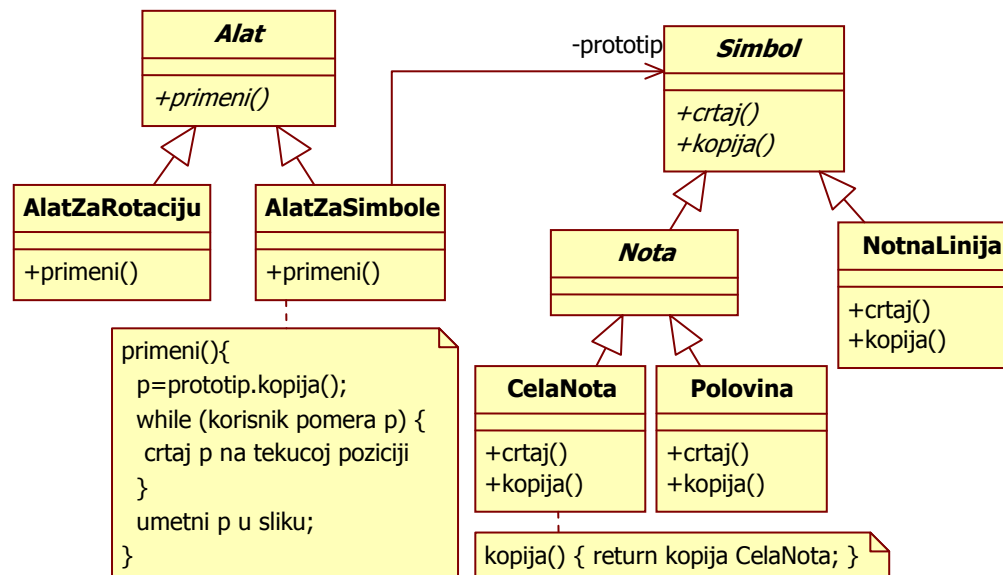 Alat
+primeni()
-prototip
Simbol
+crtaj()
+kopija()
AlatZaRotaciju
+primeni()
AlatZaSimbole
+primeni()
Nota
NotnaLinija
+crtaj()
+kopija()
primeni(){
p=prototip.kopija();
while (korisnik pomera p) {
crtaj p na tekucoj poziciji
}
umetni p u sliku;
}
CelaNota
+crtaj()
+kopija()
Polovina
+crtaj()
+kopija()
kopija() { return kopija CelaNota; }